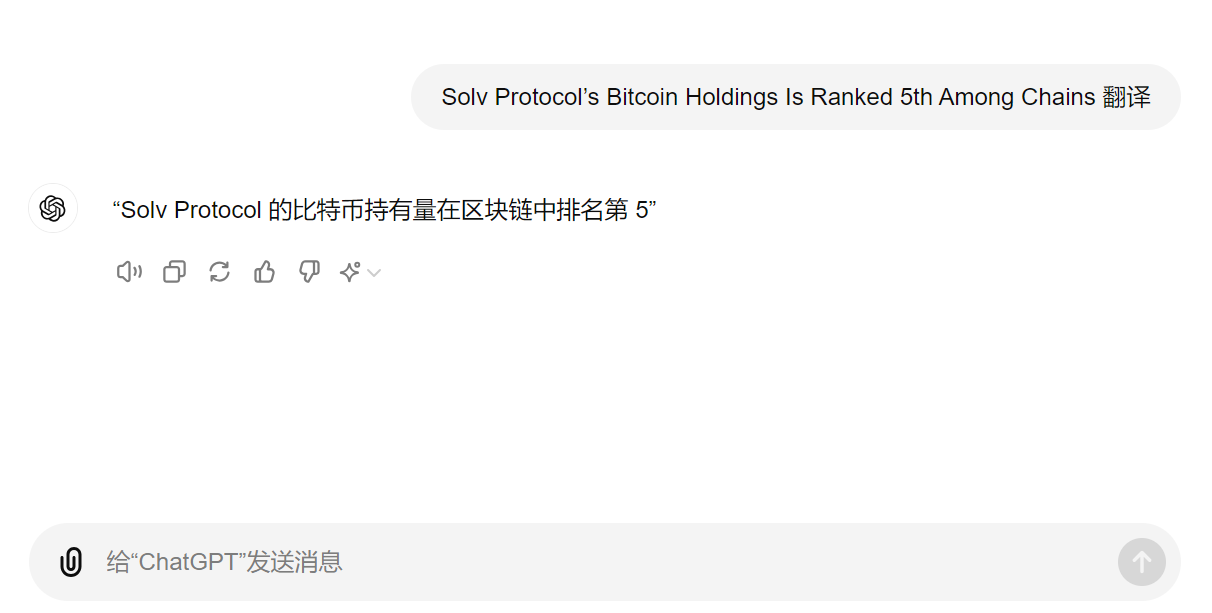 Solv Protocol’s Bitcoin Holdings Is Ranked 5th Among Chains 翻译
“Solv Protocol 的比特币持有量在区块链中排名第 5”
给“ChatGPT”发送消息